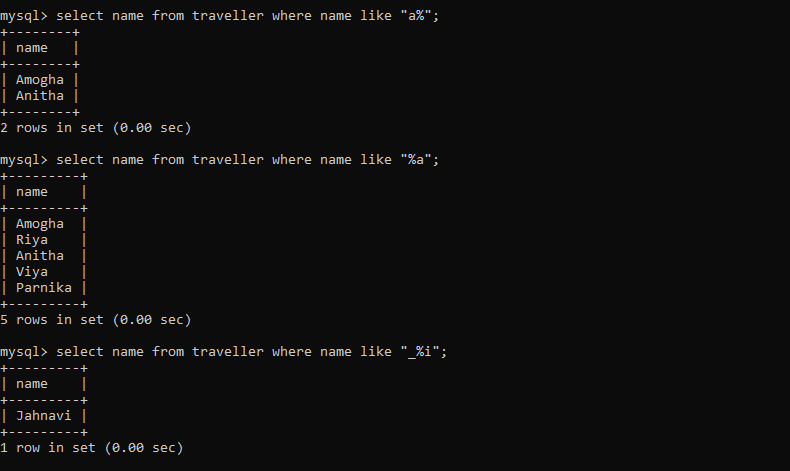 mysql> select name from traveller where name like "a%";
+--------+
| name   |
+--------+
| Amogha |
| Anitha |
+--------+
2 rows in set (0.00 sec)

mysql> select name from traveller where name like "%a";
+---------+
| name    |
+---------+
| Amogha  |
| Riya    |
| Anitha  |
| Viya    |
| Parnika |
+---------+
5 rows in set (0.00 sec)

mysql> select name from traveller where name like "_%i";
+---------+
| name    |
+---------+
| Jahnavi |
+---------+
1 row in set (0.00 sec)